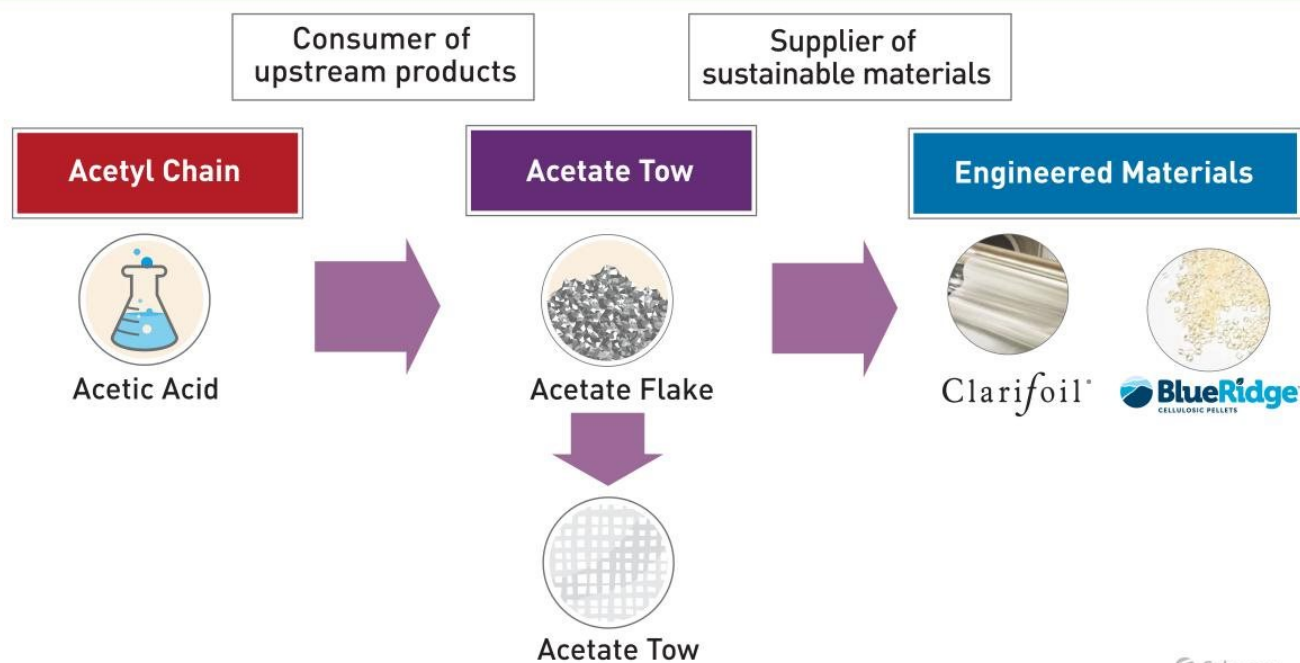 Consumer of
upstream products
Supplier of
sustainable materials
Acetyl Chain
Acetate Tow
Engineered Materials
Acetic Acid
Acetate Flake
Clarifoil®
BlueRidge
CELLULOSIC PELLETS
Acetate Tow